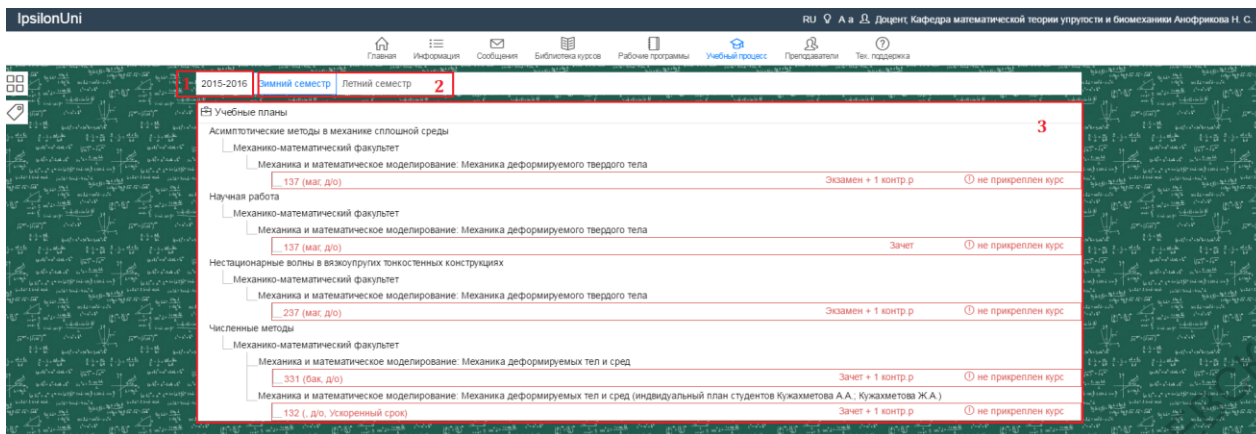 IpsilonUni RU A a Доцент, Кафедра математической теории упругости и биомеханики Анофрикова Н. С.
Главная Информация Сообщения Библиотека курсов Рабочие программы Учебный процесс Преподаватели Тех. поддержка
1 2015-2016 Зимний семестр Летний семестр 2
Учебные планы 3
Асимптотические методы в механике сплошной среды
Механико-математический факультет
Механика и математическое моделирование: Механика деформируемого твердого тела
137 (маг, д/о) Экзамен + 1 контр.р не прикреплен курс
Научная работа
Механико-математический факультет
Механика и математическое моделирование: Механика деформируемого твердого тела
137 (маг, д/о) Зачет не прикреплен курс
Нестационарные волны в вязкоупругих тонкостенных конструкциях
Механико-математический факультет
Механика и математическое моделирование: Механика деформируемого твердого тела
237 (маг, д/о) Экзамен + 1 контр.р не прикреплен курс
Численные методы
Механико-математический факультет
Механика и математическое моделирование: Механика деформируемых тел и сред
331 (бак, д/о) Зачет + 1 контр.р не прикреплен курс
Механика и математическое моделирование: Механика деформируемых тел и сред (индвидуальный план студентов Кужахметова А.А.; Кужахметова Ж.А.)
132 (, д/о, Ускоренный срок) Зачет + 1 контр.р не прикреплен курс